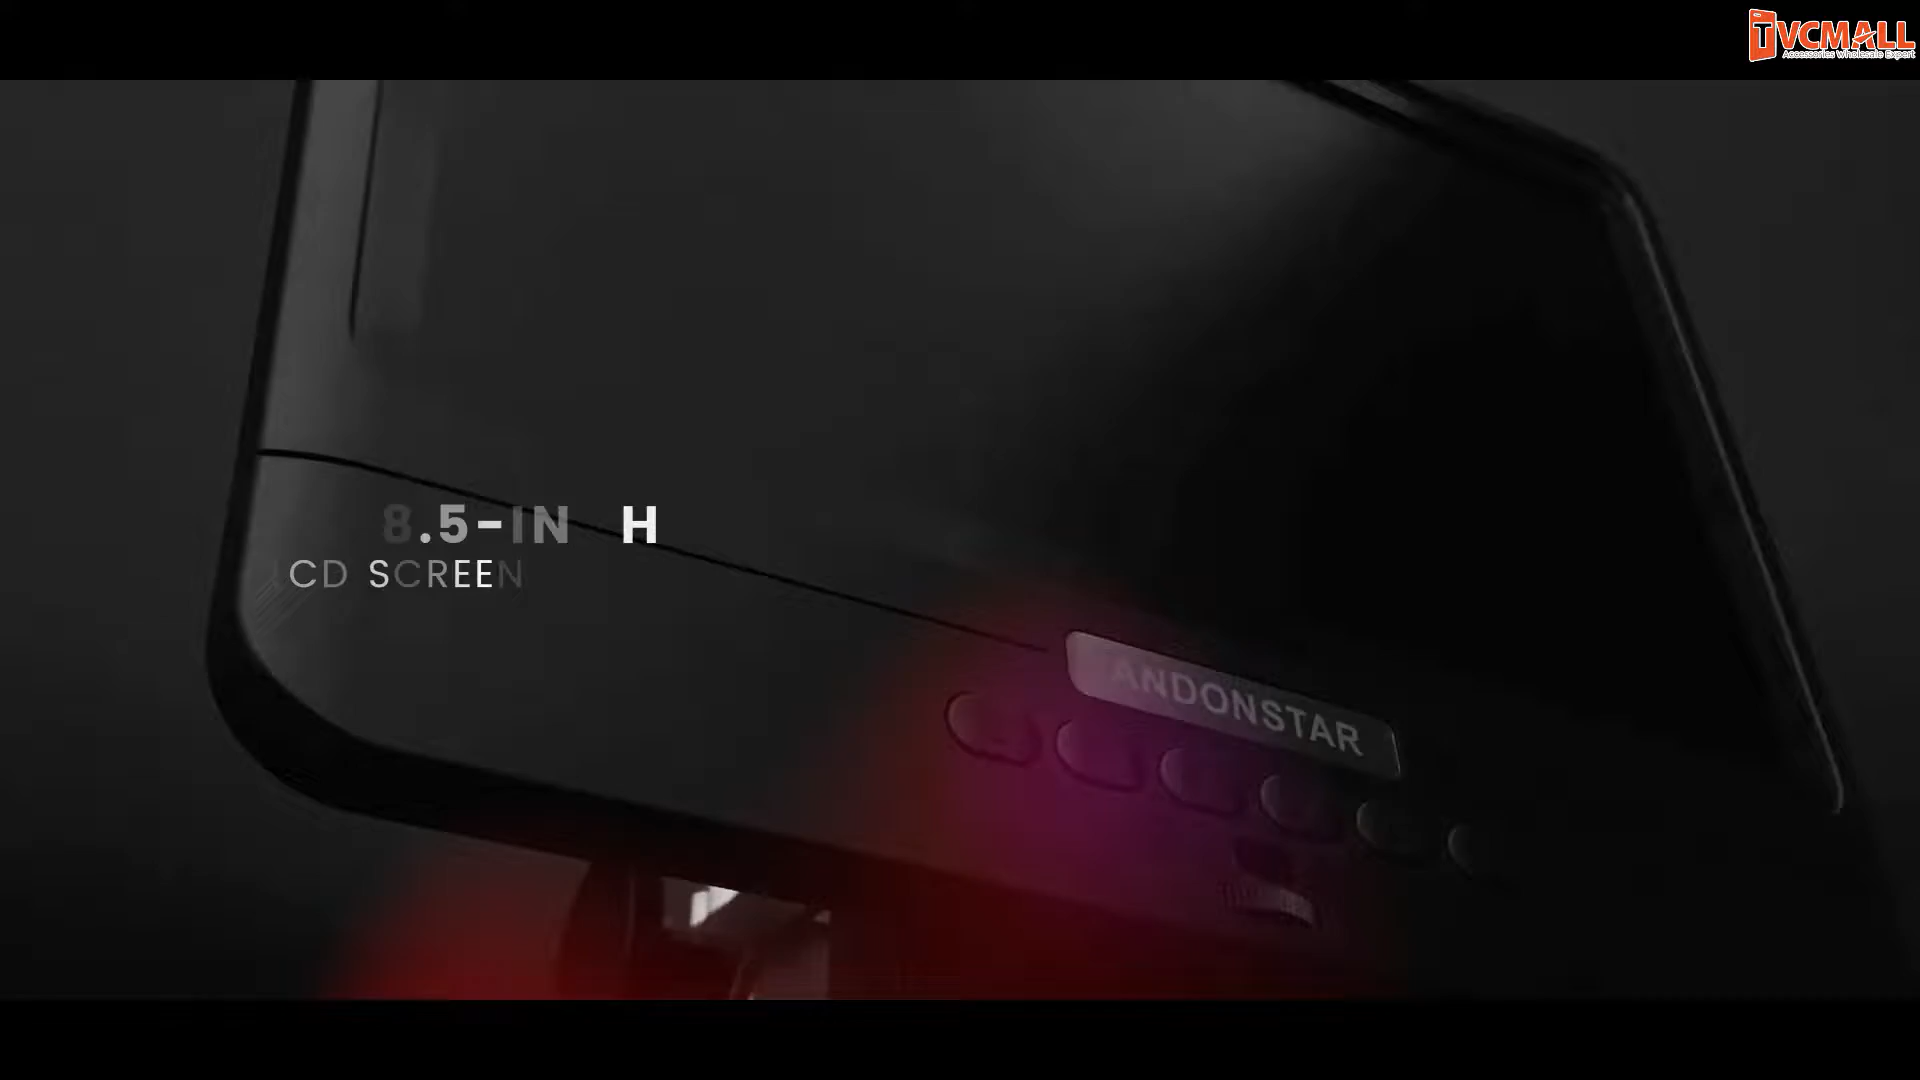 TVCMALL
Accessories Wholesale Expert
8.5-IN H
CD SCREEN
ANDONSTAR